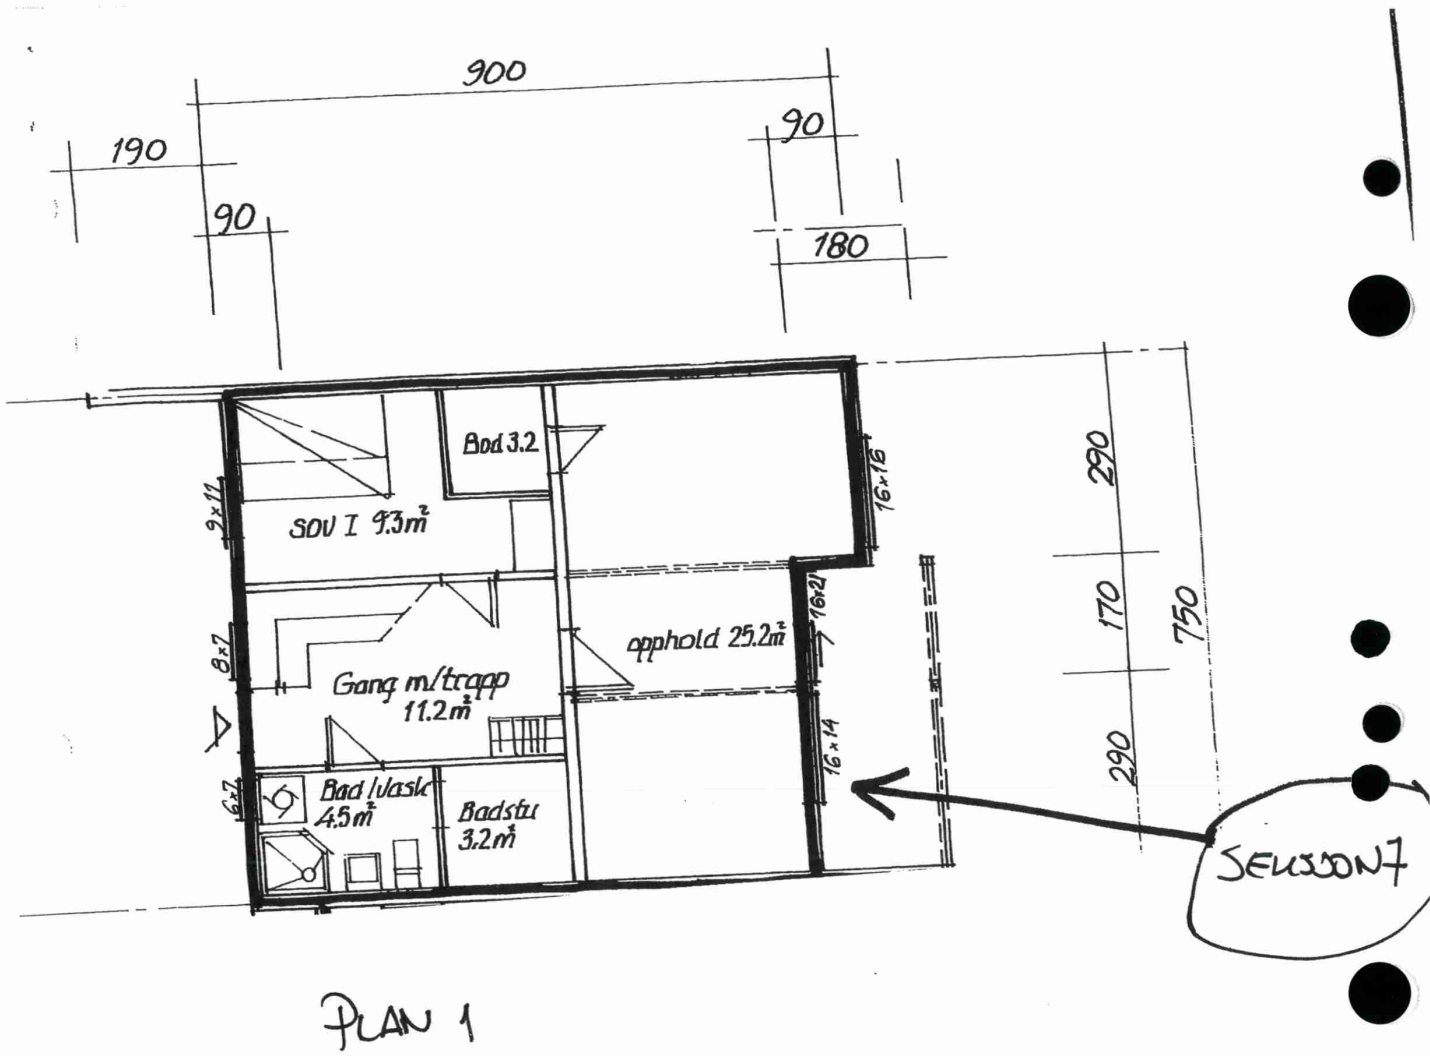 900
90
190
90
180
Bod 3.2
290
16x16
9x11
SOV I 9.3m²
16x21
170
750
opphold 25.2m²
8x7
Gang m/trapp
11.2m²
16x14
290
6x7
Bad/vask
4.5m²
Badstu
3.2m²
SEKSJON 7
PLAN 1